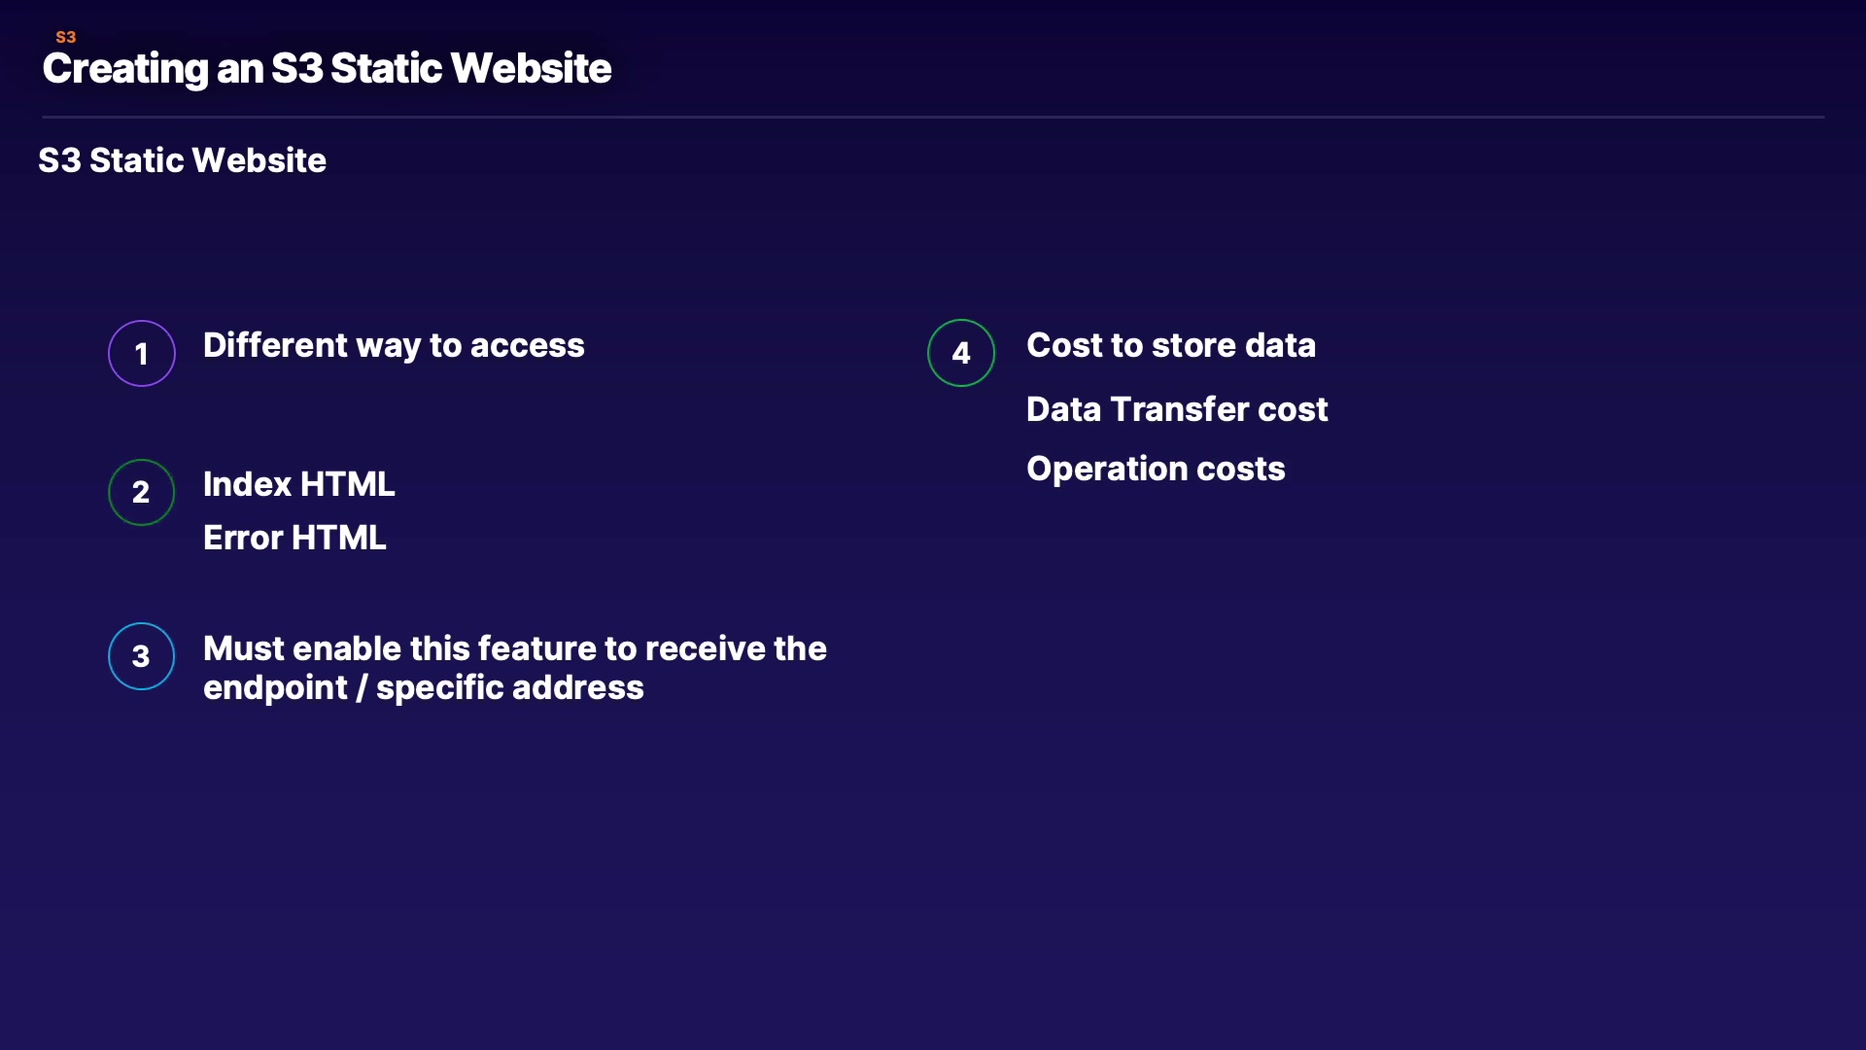 S3
Creating an S3 Static Website
S3 Static Website
1
Different way to access
2
Index HTML
Error HTML
3
Must enable this feature to receive the
endpoint / specific address
4
Cost to store data
Data Transfer cost
Operation costs